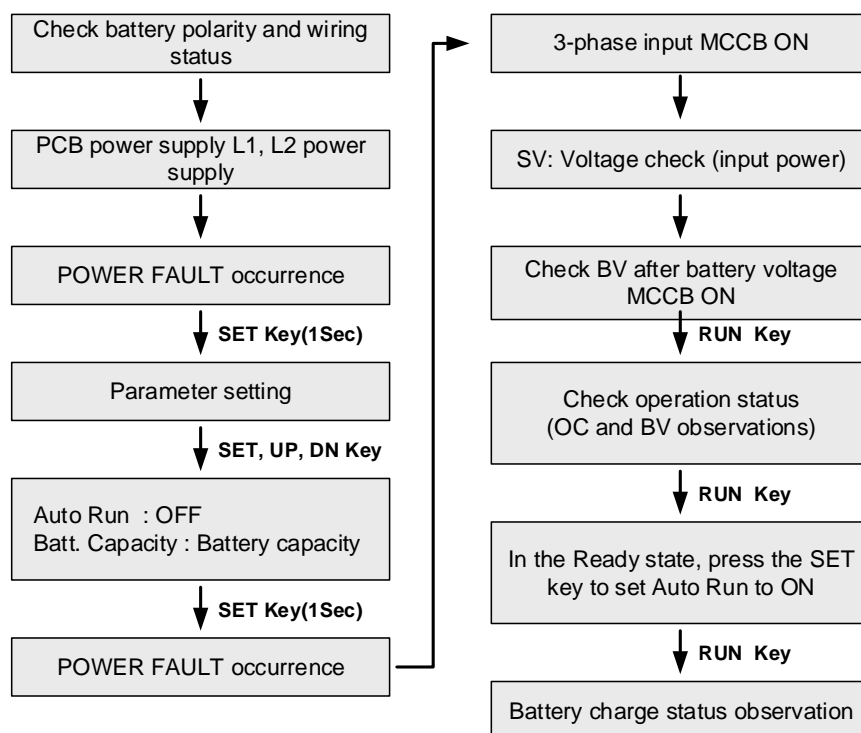 Check battery polarity and wiring
status
PCB power supply L1, L2 power
supply
POWER FAULT occurrence
SET Key(1Sec)
Parameter setting
SET, UP, DN Key
Auto Run : OFF
Batt. Capacity : Battery capacity
SET Key(1Sec)
POWER FAULT occurrence
3-phase input MCCB ON
SV: Voltage check (input power)
Check BV after battery voltage
MCCB ON
RUN Key
Check operation status
(OC and BV observations)
RUN Key
In the Ready state, press the SET
key to set Auto Run to ON
RUN Key
Battery charge status observation